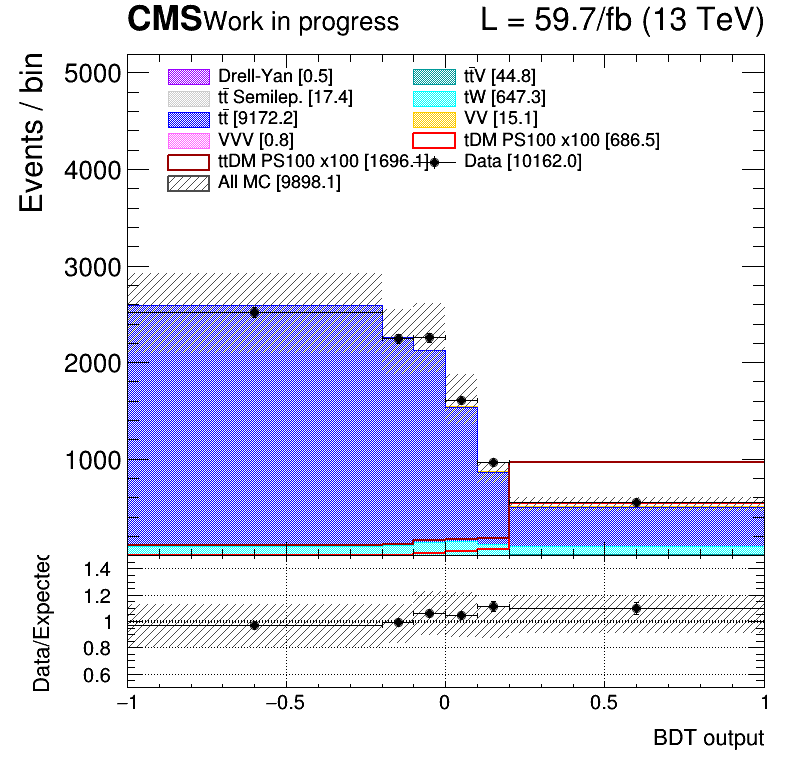 CMS Work in progress L = 59.7/fb (13 TeV)
Events / bin
5000
4000
3000
2000
1000
Drell-Yan [0.5] tt̄V [44.8]
tt̄ Semilep. [17.4] tW [647.3]
tt̄ [9172.2] VV [15.1]
VVV [0.8] tDM PS100 x100 [686.5]
ttDM PS100 x100 [1696.1] Data [10162.0]
All MC [9898.1]
Data/Expected
1.4
1.2
1
0.8
0.6
−1 −0.5 0 0.5 1
BDT output